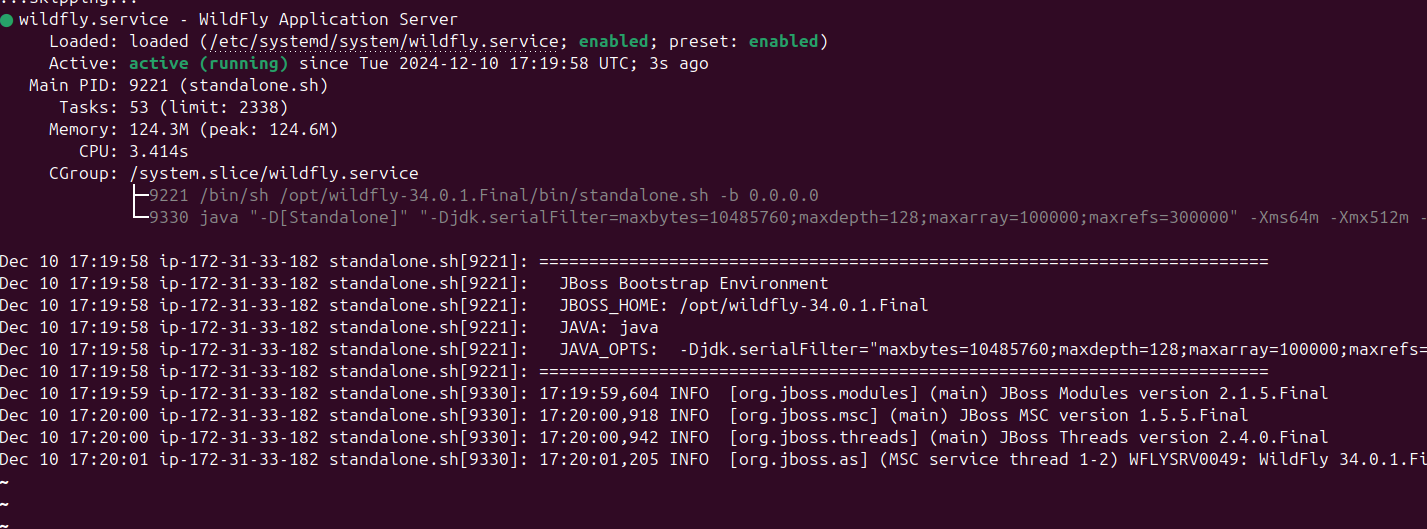 ...skipping...
● wildfly.service - WildFly Application Server
Loaded: loaded (/etc/systemd/system/wildfly.service; enabled; preset: enabled)
Active: active (running) since Tue 2024-12-10 17:19:58 UTC; 3s ago
Main PID: 9221 (standalone.sh)
Tasks: 53 (limit: 2338)
Memory: 124.3M (peak: 124.6M)
CPU: 3.414s
CGroup: /system.slice/wildfly.service
├─9221 /bin/sh /opt/wildfly-34.0.1.Final/bin/standalone.sh -b 0.0.0.0
└─9330 java "-D[Standalone]" "-Djdk.serialFilter=maxbytes=10485760;maxdepth=128;maxarray=100000;maxrefs=300000" -Xms64m -Xmx512m -
Dec 10 17:19:58 ip-172-31-33-182 standalone.sh[9221]: =========================================================================
Dec 10 17:19:58 ip-172-31-33-182 standalone.sh[9221]: JBoss Bootstrap Environment
Dec 10 17:19:58 ip-172-31-33-182 standalone.sh[9221]: JBOSS_HOME: /opt/wildfly-34.0.1.Final
Dec 10 17:19:58 ip-172-31-33-182 standalone.sh[9221]: JAVA: java
Dec 10 17:19:58 ip-172-31-33-182 standalone.sh[9221]: JAVA_OPTS: -Djdk.serialFilter="maxbytes=10485760;maxdepth=128;maxarray=100000;maxrefs=
Dec 10 17:19:58 ip-172-31-33-182 standalone.sh[9221]: =========================================================================
Dec 10 17:19:59 ip-172-31-33-182 standalone.sh[9330]: 17:19:59,604 INFO [org.jboss.modules] (main) JBoss Modules version 2.1.5.Final
Dec 10 17:20:00 ip-172-31-33-182 standalone.sh[9330]: 17:20:00,918 INFO [org.jboss.msc] (main) JBoss MSC version 1.5.5.Final
Dec 10 17:20:00 ip-172-31-33-182 standalone.sh[9330]: 17:20:00,942 INFO [org.jboss.threads] (main) JBoss Threads version 2.4.0.Final
Dec 10 17:20:01 ip-172-31-33-182 standalone.sh[9330]: 17:20:01,205 INFO [org.jboss.as] (MSC service thread 1-2) WFLYSRV0049: WildFly 34.0.1.Fi
~
~
~